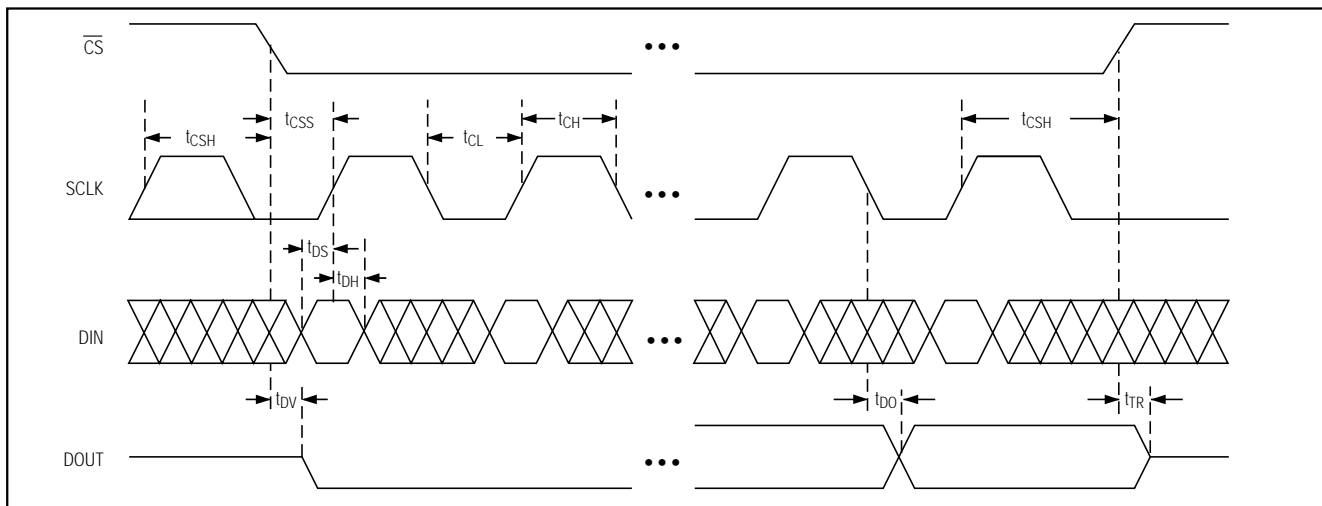 CS
•••
tCSS
tCH
tCSH
tCL
tCSH
SCLK
•••
tDS
tDH
DIN
•••
tDV
tDO
tTR
DOUT
•••